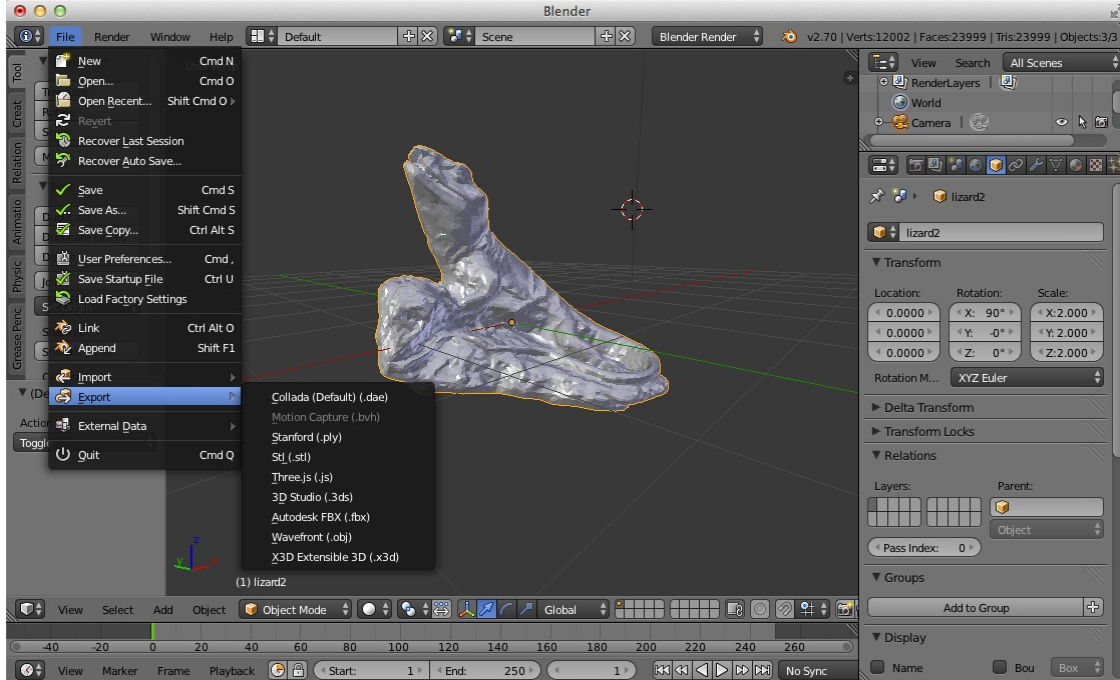 Blender
File Render Window Help Default Scene Blender Render v2.70 | Verts:12002 | Faces:23999 | Tris:23999 | Objects:3/3
New Cmd N
Open... Cmd O
Open Recent... Shift Cmd O
Revert
Recover Last Session
Recover Auto Save...
Save Cmd S
Save As... Shift Cmd S
Save Copy... Ctrl Alt S
User Preferences... Cmd ,
Save Startup File Ctrl U
Load Factory Settings
Link Ctrl Alt O
Append Shift F1
Import
Export
External Data
Quit Cmd Q
Collada (Default) (.dae)
Motion Capture (.bvh)
Stanford (.ply)
Stl (.stl)
Three.js (.js)
3D Studio (.3ds)
Autodesk FBX (.fbx)
Wavefront (.obj)
X3D Extensible 3D (.x3d)
Tool
Creat
Relation
Animatio
Physic
Grease Penc
(De
Action
Toggle
z
y x
(1) lizard2
View Select Add Object Object Mode Global
-40 -20 0 20 40 60 80 100 120 140 160 180 200 220 240 260
View Marker Frame Playback Start: 1 End: 250 1 No Sync
View Search All Scenes
RenderLayers
World
Camera
lizard2
lizard2
Transform
Location: Rotation: Scale:
0.0000 X: 90° X:2.000
0.0000 Y: -0° Y: 2.000
0.0000 Z: 0° Z:2.000
Rotation M... XYZ Euler
Delta Transform
Transform Locks
Relations
Layers: Parent:
Object
Pass Index: 0
Groups
Add to Group
Display
Name Bou Box